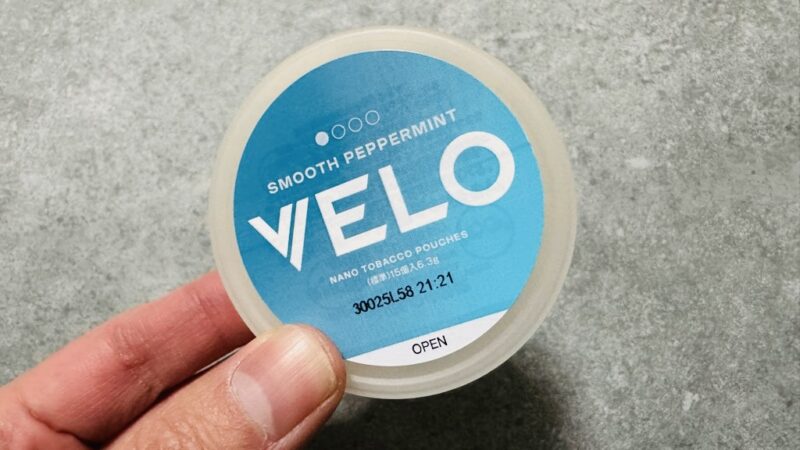 SMOOTH PEPPERMINT
VELO
NANO TOBACCO POUCHES
(標準)15個入6.3g
30025L58 21:21
OPEN